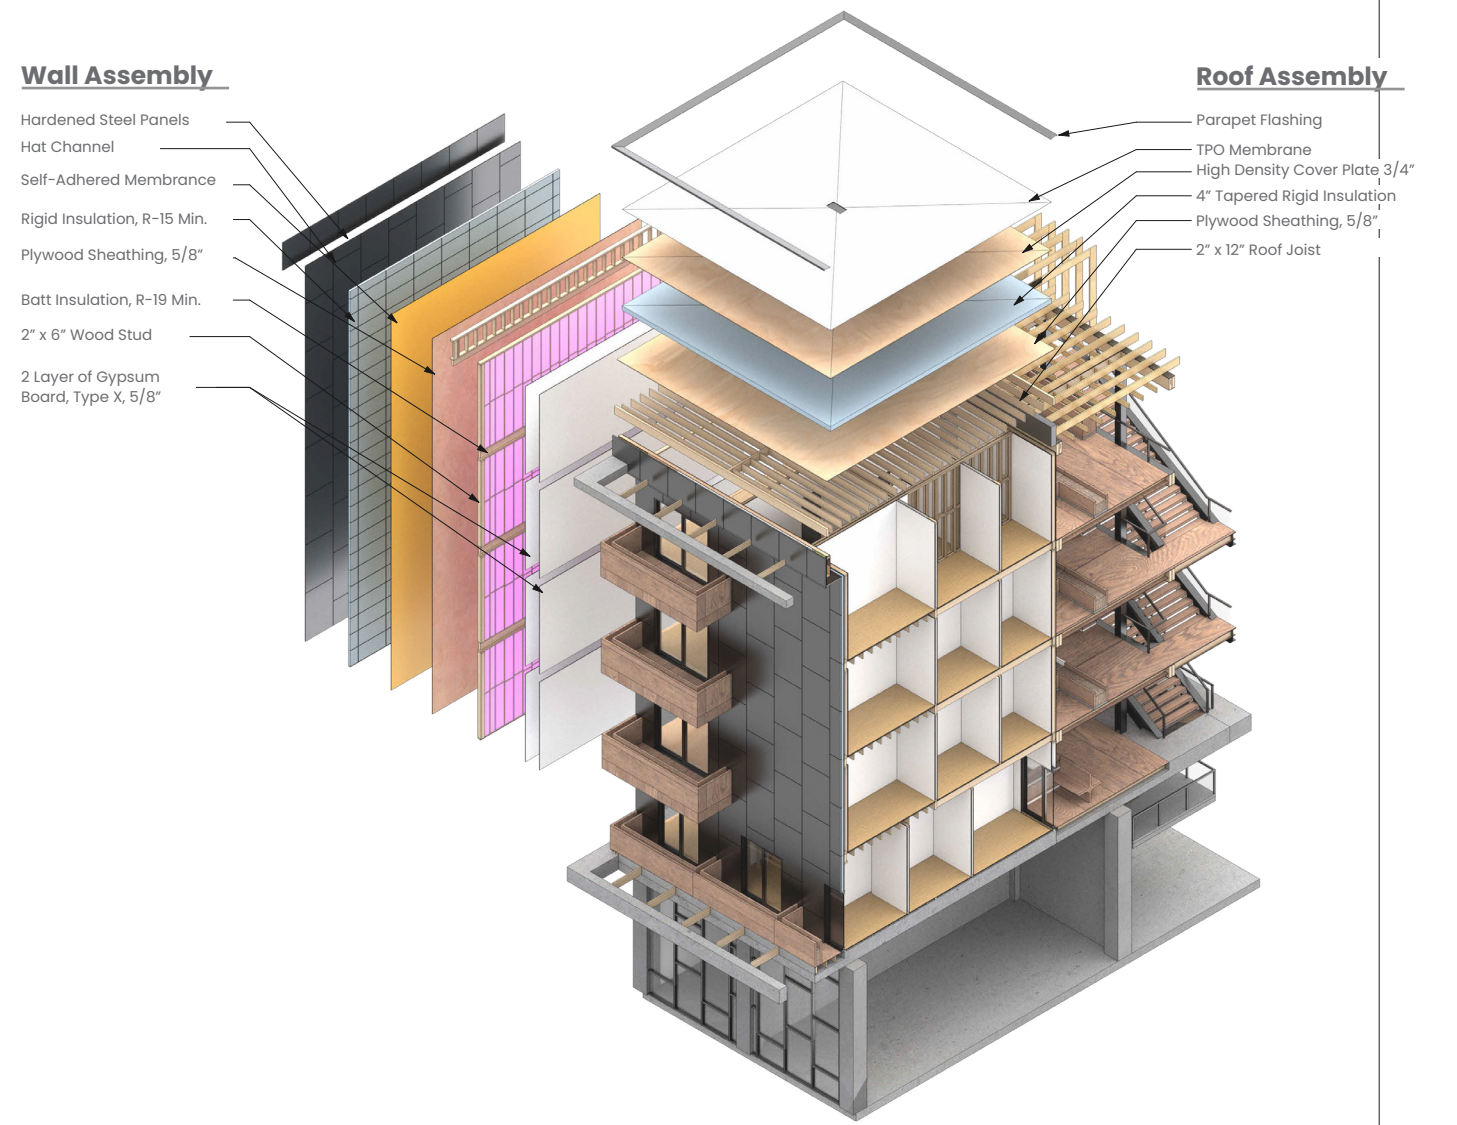 Wall Assembly
Hardened Steel Panels
Hat Channel
Self-Adhered Membrance
Rigid Insulation, R-15 Min.
Plywood Sheathing, 5/8”
Batt Insulation, R-19 Min.
2” x 6” Wood Stud
2 Layer of Gypsum
Board, Type X, 5/8”
Roof Assembly
Parapet Flashing
TPO Membrane
High Density Cover Plate 3/4”
4” Tapered Rigid Insulation
Plywood Sheathing, 5/8”
2” x 12” Roof Joist